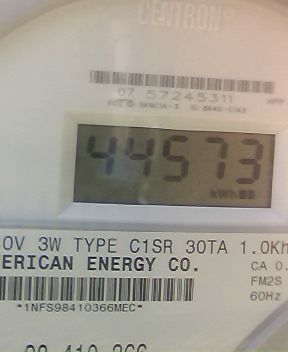 CENTRON®
07 57245311
44573
kWh
0V 3W TYPE C1SR 30TA 1.0Kh
ERICAN ENERGY CO.
CA 0.
FM2S
60Hz
*1NFS98410366MEC*